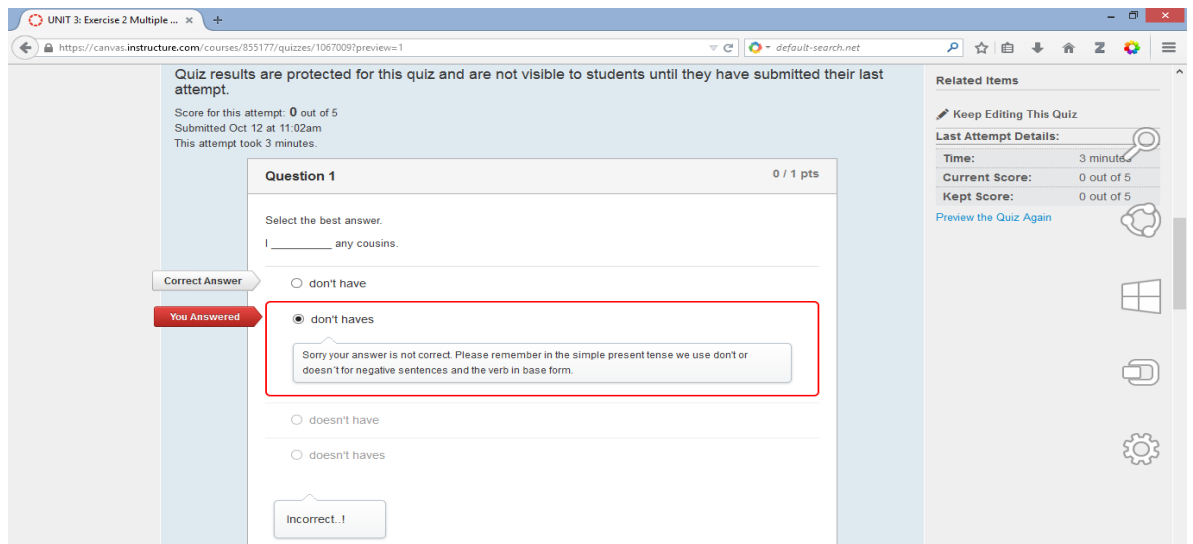 UNIT 3: Exercise 2 Multiple ... × +
https://canvas.instructure.com/courses/855177/quizzes/1067009?preview=1
default-search.net
Quiz results are protected for this quiz and are not visible to students until they have submitted their last
attempt.
Score for this attempt: 0 out of 5
Submitted Oct 12 at 11:02am
This attempt took 3 minutes.
Question 1
0 / 1 pts
Select the best answer.
I __________ any cousins.
Correct Answer
don't have
You Answered
don't haves
Sorry your answer is not correct. Please remember in the simple present tense we use don't or
doesn´t for negative sentences and the verb in base form.
doesn't have
doesn't haves
Incorrect..!
Related Items
Keep Editing This Quiz
Last Attempt Details:
Time: 3 minutes
Current Score: 0 out of 5
Kept Score: 0 out of 5
Preview the Quiz Again